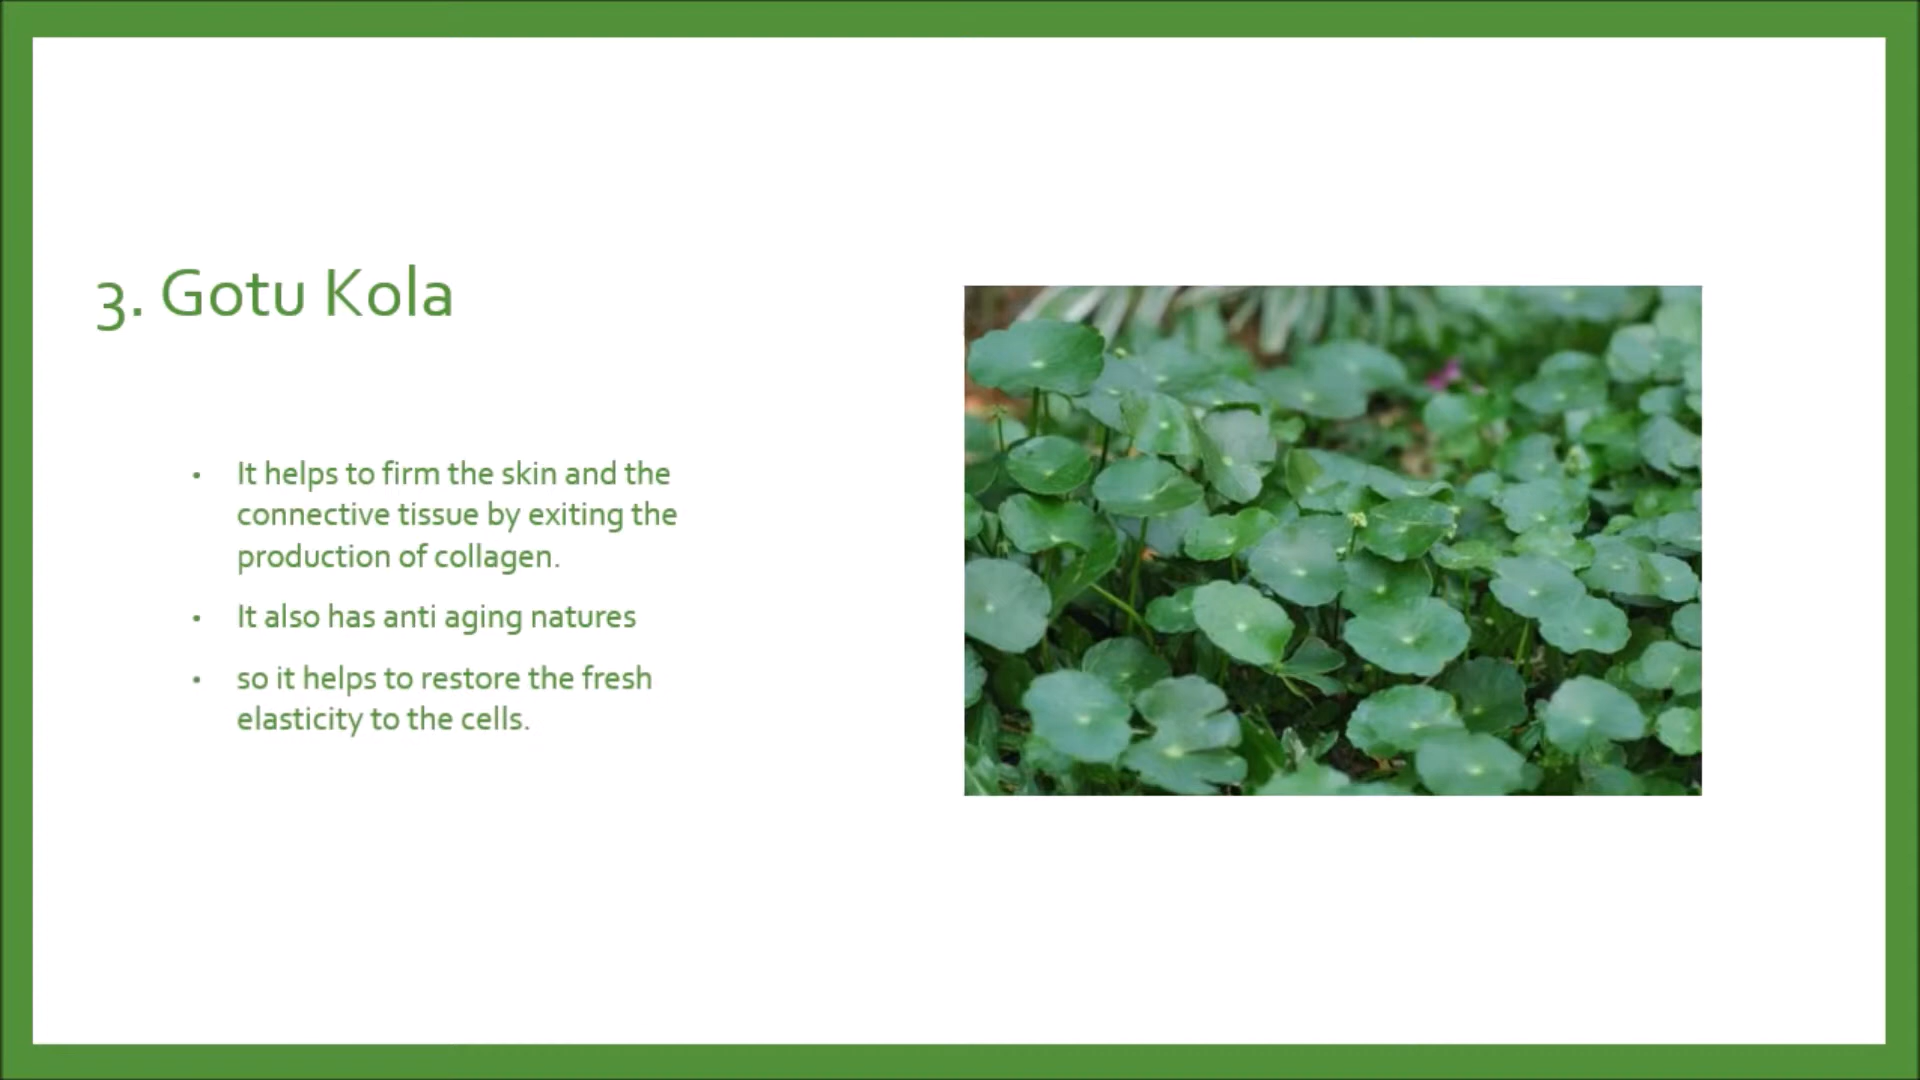 3. Gotu Kola
• It helps to firm the skin and the
connective tissue by exiting the
production of collagen.
• It also has anti aging natures
• so it helps to restore the fresh
elasticity to the cells.